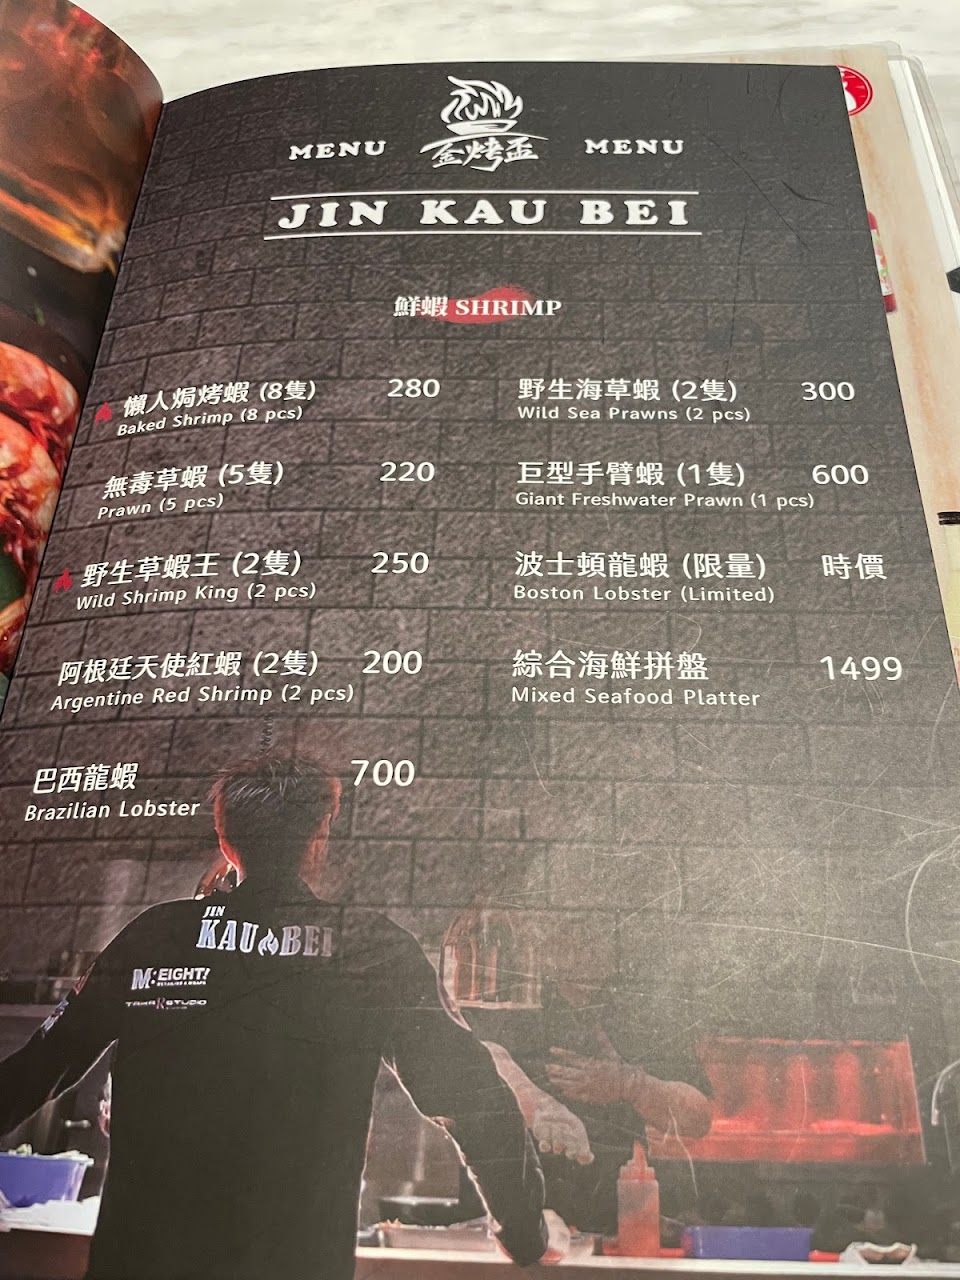 MENU
金烤盃
MENU
JIN KAU BEI
鮮蝦 SHRIMP
懶人焗烤蝦 (8隻) 280
Baked Shrimp (8 pcs)
無毒草蝦 (5隻) 220
Prawn (5 pcs)
野生草蝦王 (2隻) 250
Wild Shrimp King (2 pcs)
阿根廷天使紅蝦 (2隻) 200
Argentine Red Shrimp (2 pcs)
巴西龍蝦 700
Brazilian Lobster
野生海草蝦 (2隻) 300
Wild Sea Prawns (2 pcs)
巨型手臂蝦 (1隻) 600
Giant Freshwater Prawn (1 pcs)
波士頓龍蝦 (限量) 時價
Boston Lobster (Limited)
綜合海鮮拼盤 1499
Mixed Seafood Platter
JIN
KAU BEI
M:EIGHT!
TAKA R STUDIO